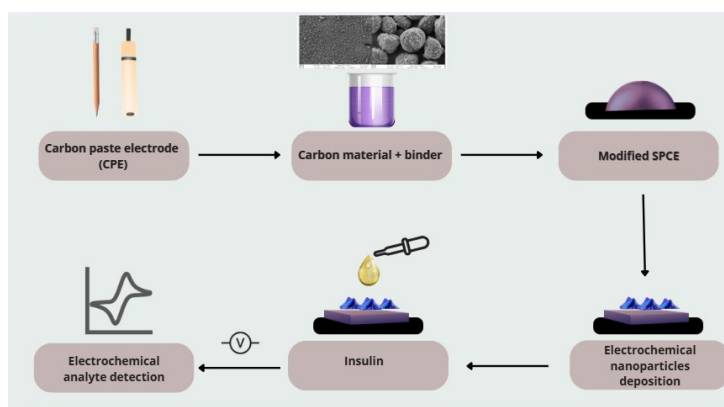 Carbon paste electrode
(CPE)
Carbon material + binder
Modified SPCE
Electrochemical
nanoparticles
deposition
Insulin
V
Electrochemical
analyte detection